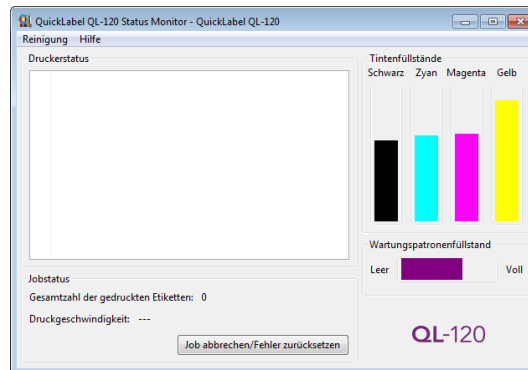 QuickLabel QL-120 Status Monitor - QuickLabel QL-120
Reinigung Hilfe
Druckerstatus
Tintenfüllstände
Schwarz Zyan Magenta Gelb
Wartungspatronenfüllstand
Leer Voll
Jobstatus
Gesamtzahl der gedruckten Etiketten: 0
Druckgeschwindigkeit: ---
Job abbrechen/Fehler zurücksetzen
QL-120